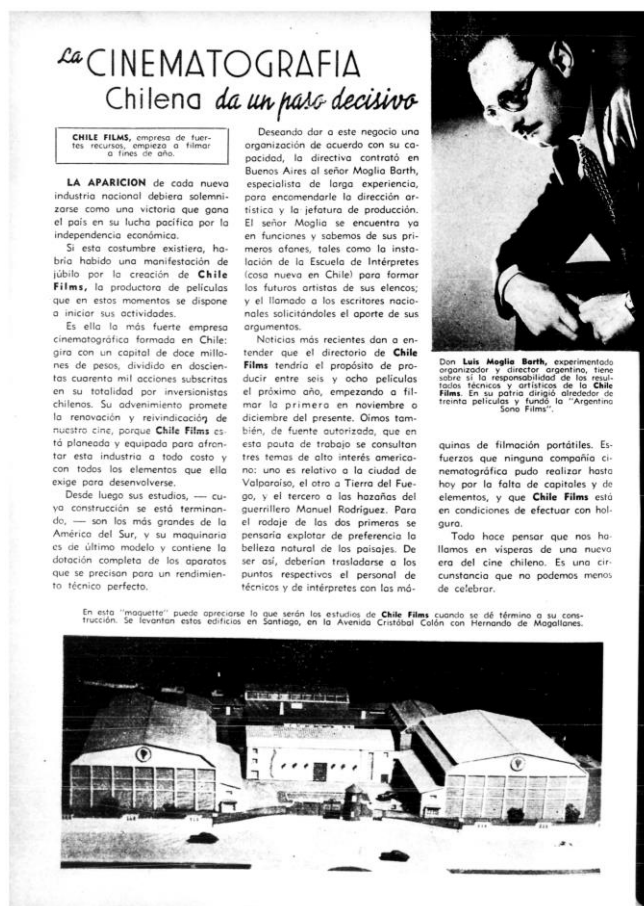 La CINEMATOGRAFIA
Chilena da un paso decisivo
CHILE FILMS, empresa de fuer-
tes recursos, empieza a filmar
a fines de año.
LA APARICION de cada nueva
industria nacional debiera solemni-
zarse como una victoria que gana
el país en su lucha pacífica por la
independencia económica.
Si esta costumbre existiera, ha-
bría habido una manifestación de
júbilo por la creación de Chile
Films, la productora de películas
que en estos momentos se dispone
a iniciar sus actividades.
Es ella la más fuerte empresa
cinematográfica formada en Chile:
gira con un capital de doce millo-
nes de pesos, dividido en doscien-
tas cuarenta mil acciones subscritas
en su totalidad por inversionistas
chilenos. Su advenimiento promete
la renovación y reivindicación de
nuestro cine, porque Chile Films es-
tá planeada y equipada para afron-
tar esta industria a todo costo y
con todos los elementos que ella
exige para desenvolverse.
Desde luego sus estudios, — cu-
ya construcción se está terminan-
do, — son los más grandes de la
América del Sur, y su maquinaria
es de último modelo y contiene la
dotación completa de los aparatos
que se precisan para un rendimien-
to técnico perfecto.
Deseando dar a este negocio una
organización de acuerdo con su ca-
pacidad, la directiva contrató en
Buenos Aires al señor Moglia Barth,
especialista de larga experiencia,
para encomendarle la dirección ar-
tística y la jefatura de producción.
El señor Moglia se encuentra ya
en funciones y sabemos de sus pri-
meros afanes, tales como la insta-
lación de la Escuela de Intérpretes
(cosa nueva en Chile) para formar
los futuros artistas de sus elencos;
y el llamado a los escritores nacio-
nales solicitándoles el aporte de sus
argumentos.
Noticias más recientes dan a en-
tender que el directorio de Chile
Films tendría el propósito de pro-
ducir entre seis y ocho películas
el próximo año, empezando a fil-
mar la primera en noviembre o
diciembre del presente. Oímos tam-
bién, de fuente autorizada, que en
esta pauta de trabajo se consultan
tres temas de alto interés america-
no: uno es relativo a la ciudad de
Valparaíso, el otro a Tierra del Fue-
go, y el tercero a las hazañas del
guerrillero Manuel Rodríguez. Para
el rodaje de las dos primeras se
pensaría explotar de preferencia la
belleza natural de los paisajes. De
ser así, deberían trasladarse a los
puntos respectivos el personal de
técnicos y de intérpretes con las má-
Don Luis Moglia Barth, experimentado
organizador y director argentino, tiene
sobre sí la responsabilidad de los resul-
tados técnicos y artísticos de la Chile
Films. En su patria dirigió alrededor de
treinta películas y fundó la "Argentina
Sono Films".
quinas de filmación portátiles. Es-
fuerzos que ninguna compañía ci-
nematográfica pudo realizar hasta
hoy por la falta de capitales y de
elementos, y que Chile Films está
en condiciones de efectuar con hol-
gura.
Todo hace pensar que nos ha-
llamos en vísperas de una nueva
era del cine chileno. Es una cir-
cunstancia que no podemos menos
de celebrar.
En esta "maquette" puede apreciarse lo que serán los estudios de Chile Films cuando se dé término a su cons-
trucción. Se levantan estos edificios en Santiago, en la Avenida Cristóbal Colón con Hernando de Magallanes.